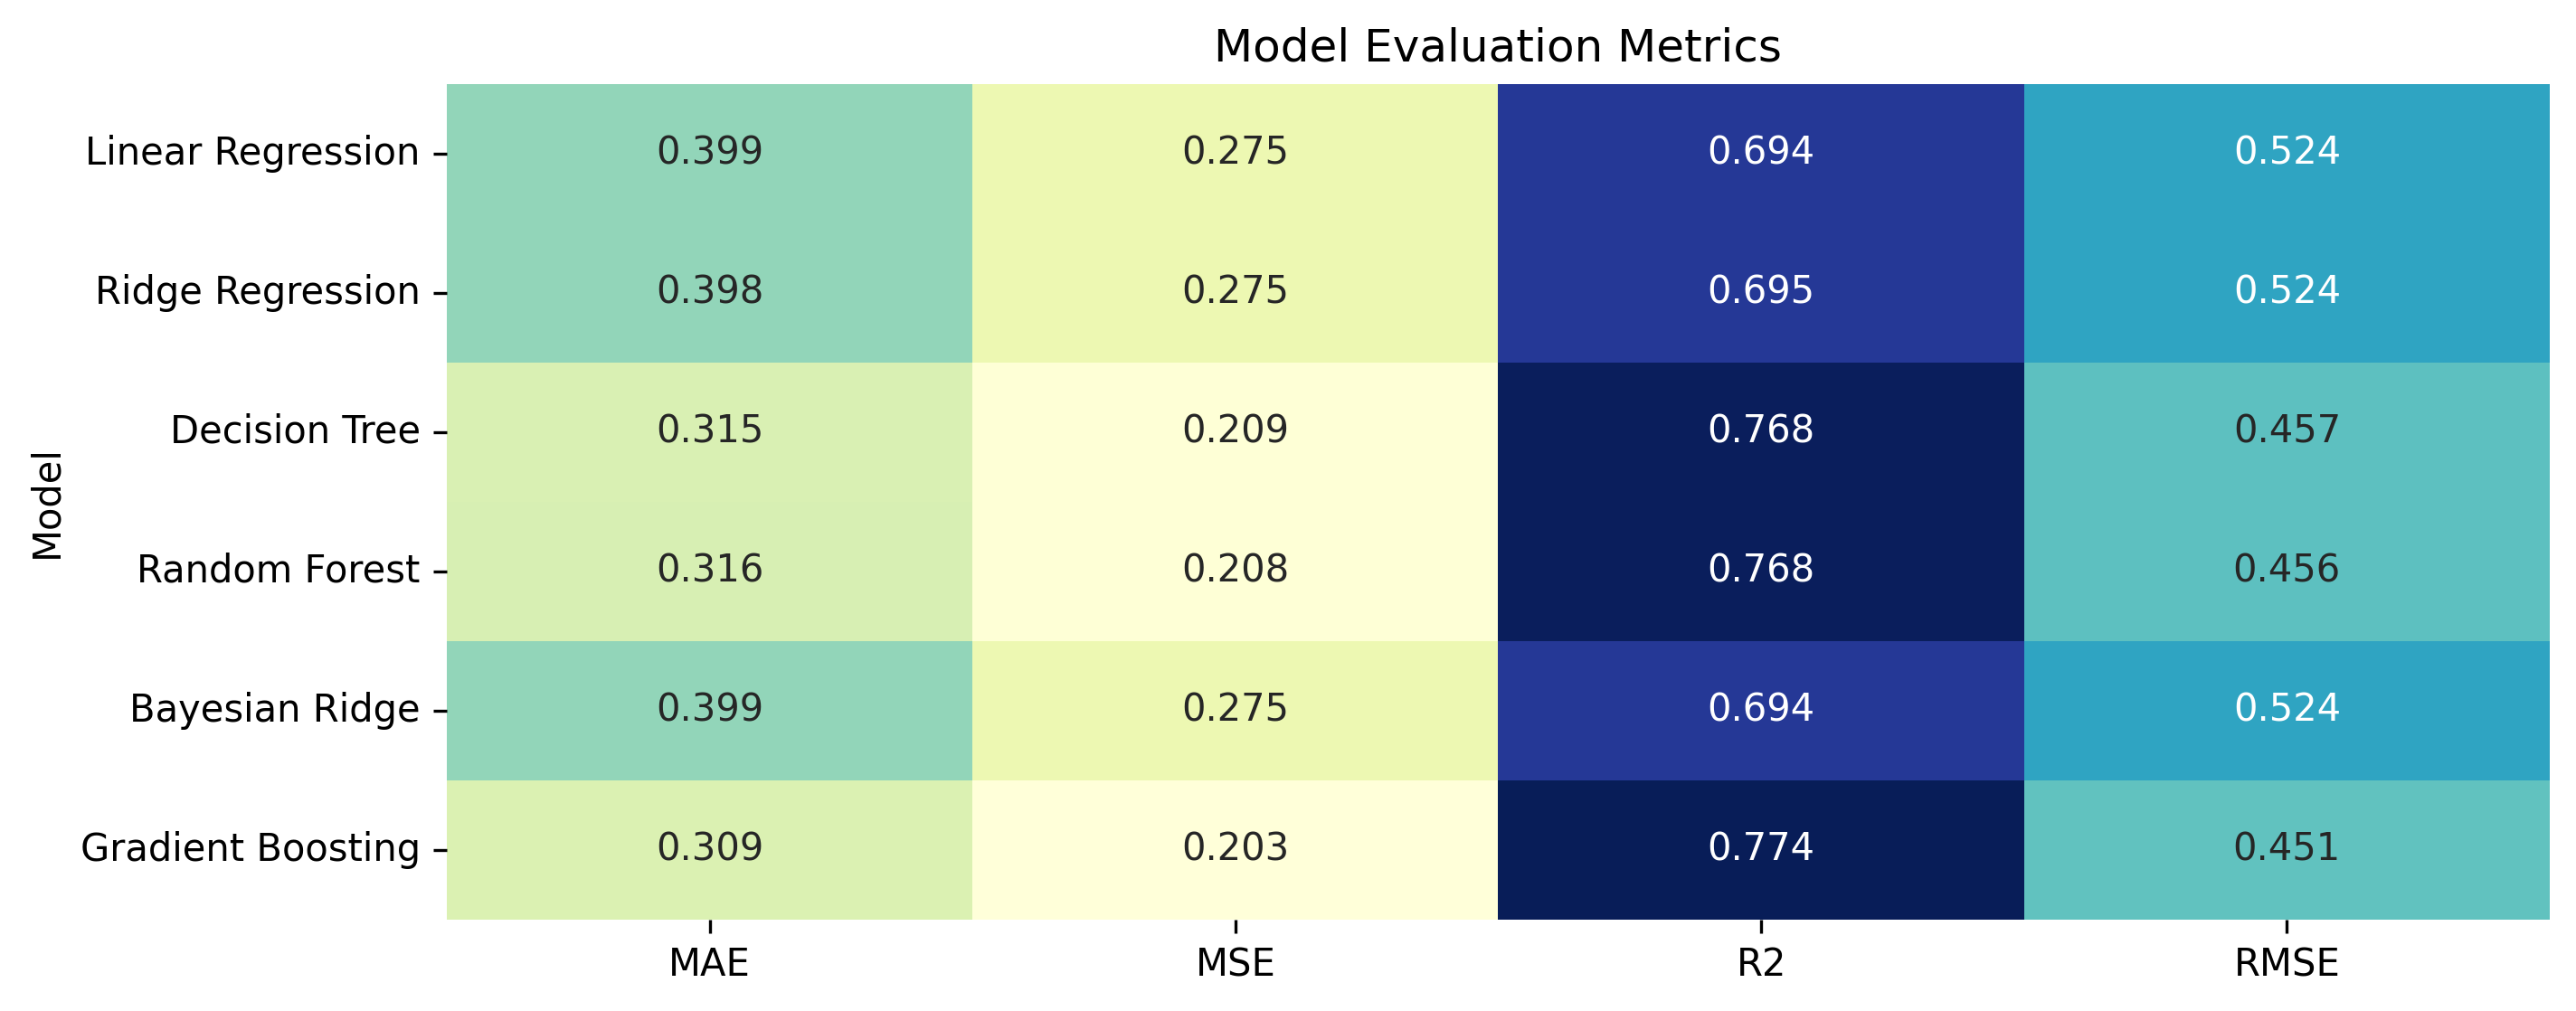 Model Evaluation Metrics
Model
Linear Regression 0.399 0.275 0.694 0.524
Ridge Regression 0.398 0.275 0.695 0.524
Decision Tree 0.315 0.209 0.768 0.457
Random Forest 0.316 0.208 0.768 0.456
Bayesian Ridge 0.399 0.275 0.694 0.524
Gradient Boosting 0.309 0.203 0.774 0.451
MAE MSE R2 RMSE